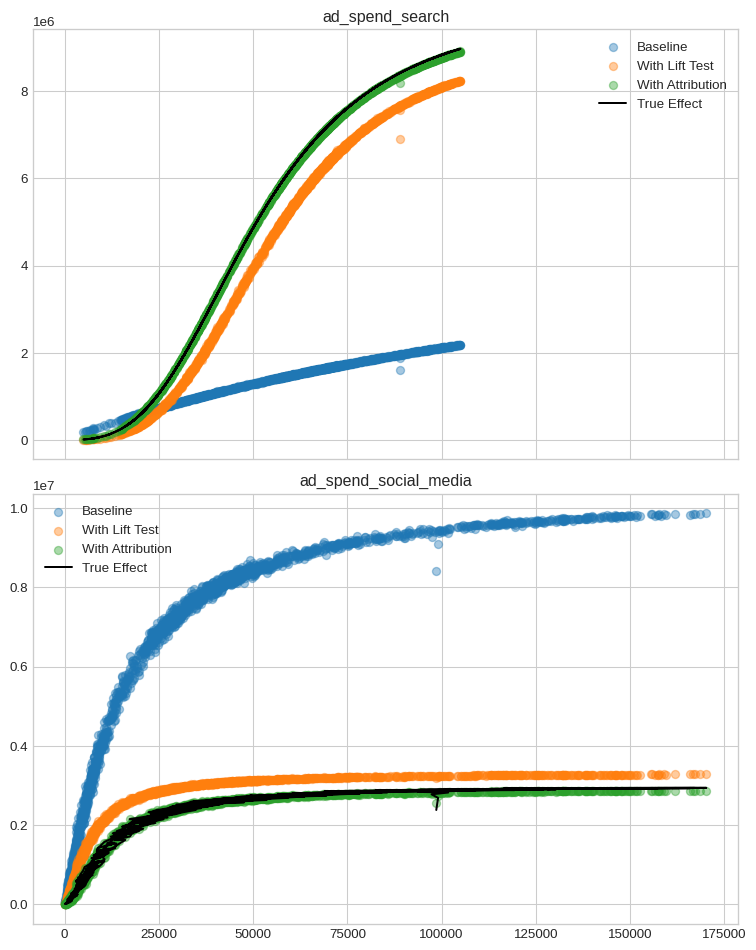 ad_spend_search
1e6
Baseline
With Lift Test
With Attribution
True Effect
8
6
4
2
0
ad_spend_social_media
1e7
Baseline
With Lift Test
With Attribution
True Effect
1.0
0.8
0.6
0.4
0.2
0.0
0 25000 50000 75000 100000 125000 150000 175000